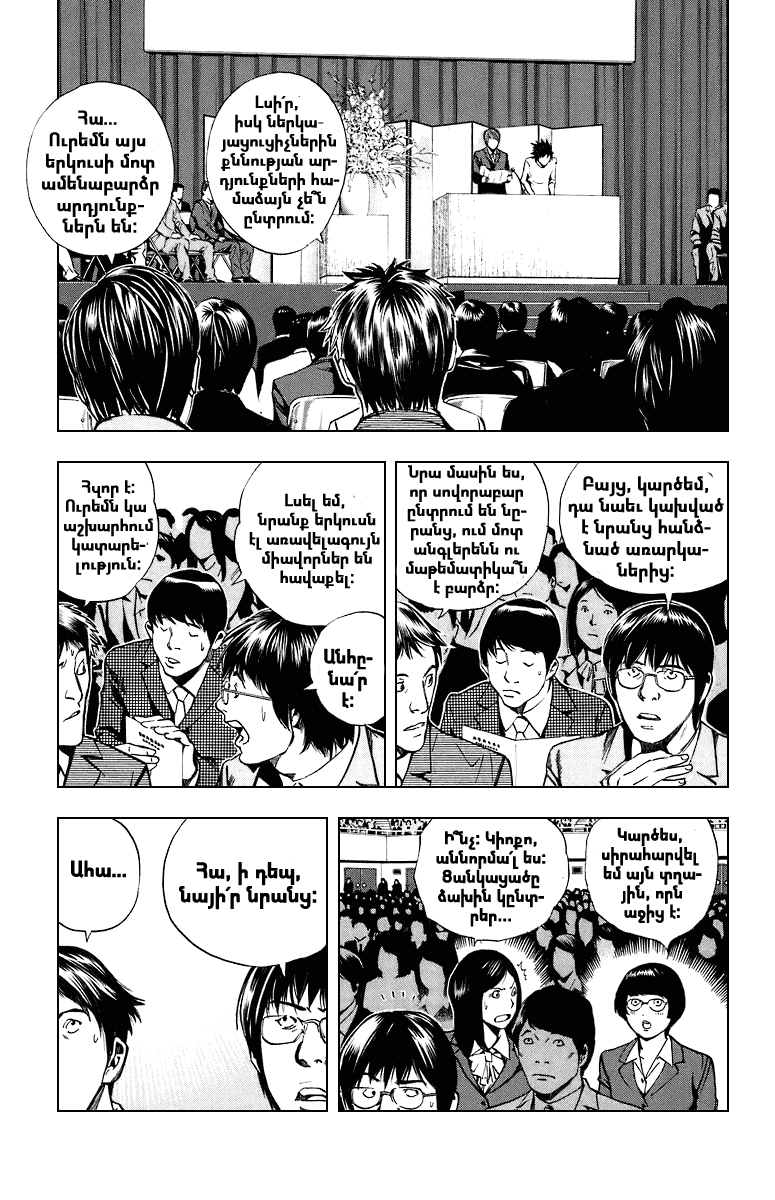 Լսի՛ր,
իսկ ներկա-
յացուցիչներին
քննության ար-
դյունքների հա-
մաձայն չե՞ն
ընտրում:
Հա...
Ուրեմն այս
երկուսի մոտ
ամենաբարձր
արդյունք-
ներն են:
Բայց, կարծեմ,
դա նաեւ կախված
է նրանց հանձ-
նած առարկա-
ներից:
Նրա մասին ես,
որ սովորաբար
ընտրում են նը-
րանց, ում մոտ
անգլերենն ու
մաթեմատիկա՞ն
է բարձր:
Լսել եմ,
նրանք երկուսն
էլ առավելագույն
միավորներ են
հավաքել:
Անհը-
նա՛ր
է:
Հզոր է:
Ուրեմն կա
աշխարհում
կատարե-
լություն:
Կարծես,
սիրահարվել
եմ այն տղա-
յին, որն
աջից է:
Ի՞նչ: Կիոքո,
աննորմա՛լ ես:
Ցանկացածը
ձախին կընտ-
րեր...
Հա, ի դեպ,
նայի՛ր նրանց:
Ահա...